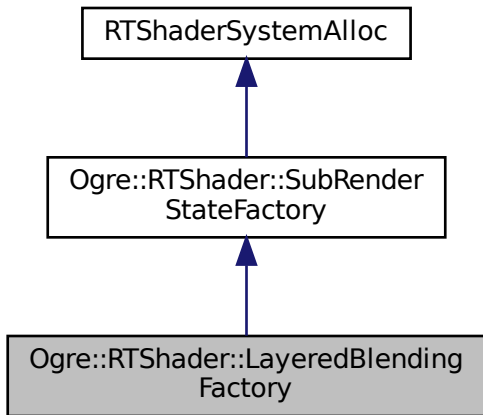 RTShaderSystemAlloc
Ogre::RTShader::SubRender
StateFactory
Ogre::RTShader::LayeredBlending
Factory